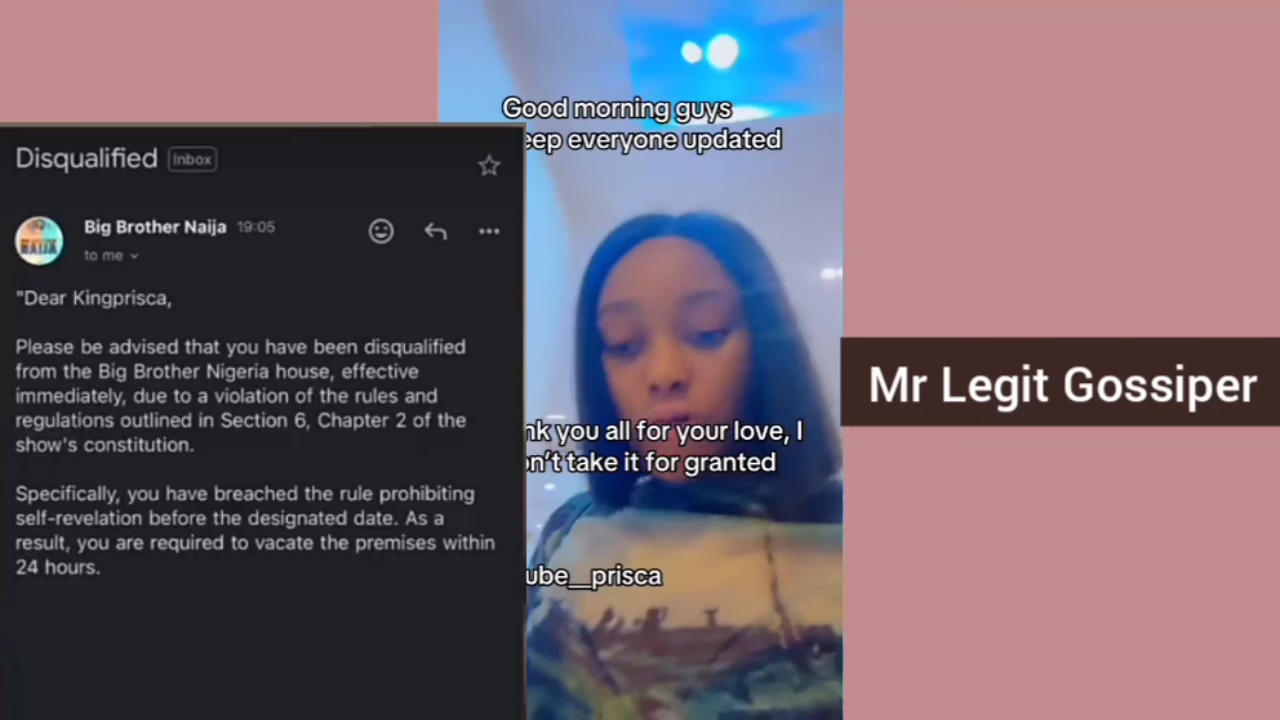 Good morning guys
eep everyone updated
Disqualified Inbox
Big Brother Naija 19:05
to me
"Dear Kingprisca,
Please be advised that you have been disqualified
from the Big Brother Nigeria house, effective
immediately, due to a violation of the rules and
regulations outlined in Section 6, Chapter 2 of the
show's constitution.
Specifically, you have breached the rule prohibiting
self-revelation before the designated date. As a
result, you are required to vacate the premises within
24 hours.
nk you all for your love, I
n't take it for granted
ube__prisca
Mr Legit Gossiper